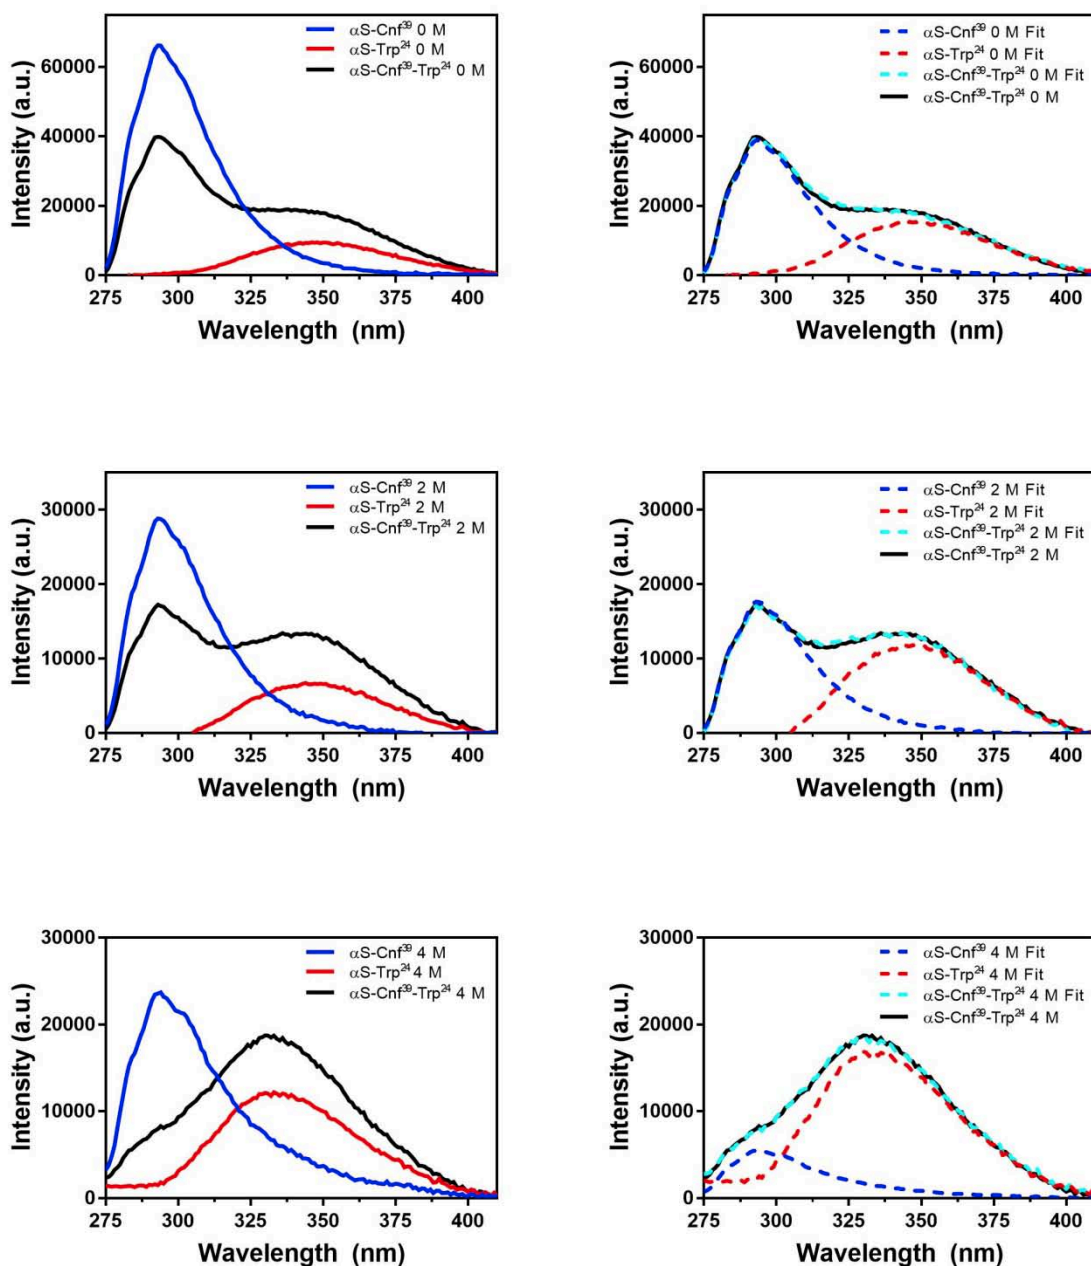 Intensity (a.u.)
60000
40000
20000
0
αS-Cnf³⁹ 0 M
αS-Trp²⁴ 0 M
αS-Cnf³⁹-Trp²⁴ 0 M
275 300 325 350 375 400
Wavelength (nm)
Intensity (a.u.)
60000
40000
20000
0
αS-Cnf³⁹ 0 M Fit
αS-Trp²⁴ 0 M Fit
αS-Cnf³⁹-Trp²⁴ 0 M Fit
αS-Cnf³⁹-Trp²⁴ 0 M
275 300 325 350 375 400
Wavelength (nm)
Intensity (a.u.)
30000
20000
10000
0
αS-Cnf³⁹ 2 M
αS-Trp²⁴ 2 M
αS-Cnf³⁹-Trp²⁴ 2 M
275 300 325 350 375 400
Wavelength (nm)
Intensity (a.u.)
30000
20000
10000
0
αS-Cnf³⁹ 2 M Fit
αS-Trp²⁴ 2 M Fit
αS-Cnf³⁹-Trp²⁴ 2 M Fit
αS-Cnf³⁹-Trp²⁴ 2 M
275 300 325 350 375 400
Wavelength (nm)
Intensity (a.u.)
30000
20000
10000
0
αS-Cnf³⁹ 4 M
αS-Trp²⁴ 4 M
αS-Cnf³⁹-Trp²⁴ 4 M
275 300 325 350 375 400
Wavelength (nm)
Intensity (a.u.)
30000
20000
10000
0
αS-Cnf³⁹ 4 M Fit
αS-Trp²⁴ 4 M Fit
αS-Cnf³⁹-Trp²⁴ 4 M Fit
αS-Cnf³⁹-Trp²⁴ 4 M
275 300 325 350 375 400
Wavelength (nm)